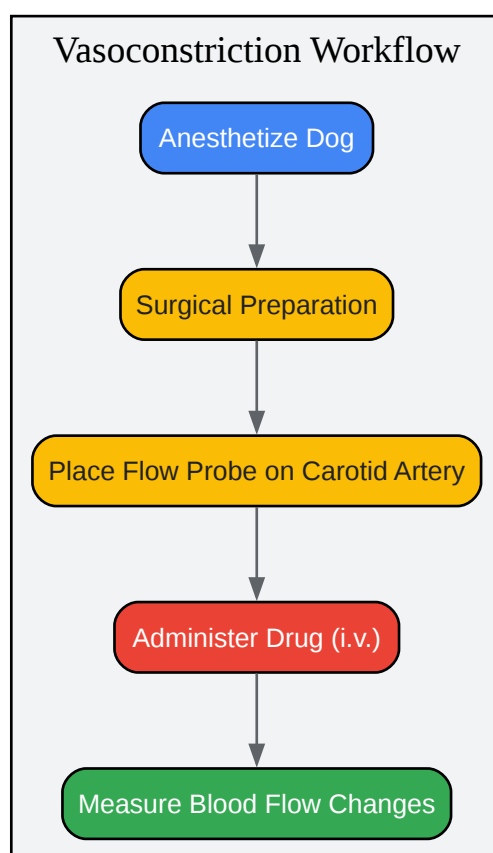 Vasoconstriction Workflow
Anesthetize Dog
Surgical Preparation
Place Flow Probe on Carotid Artery
Administer Drug (i.v.)
Measure Blood Flow Changes